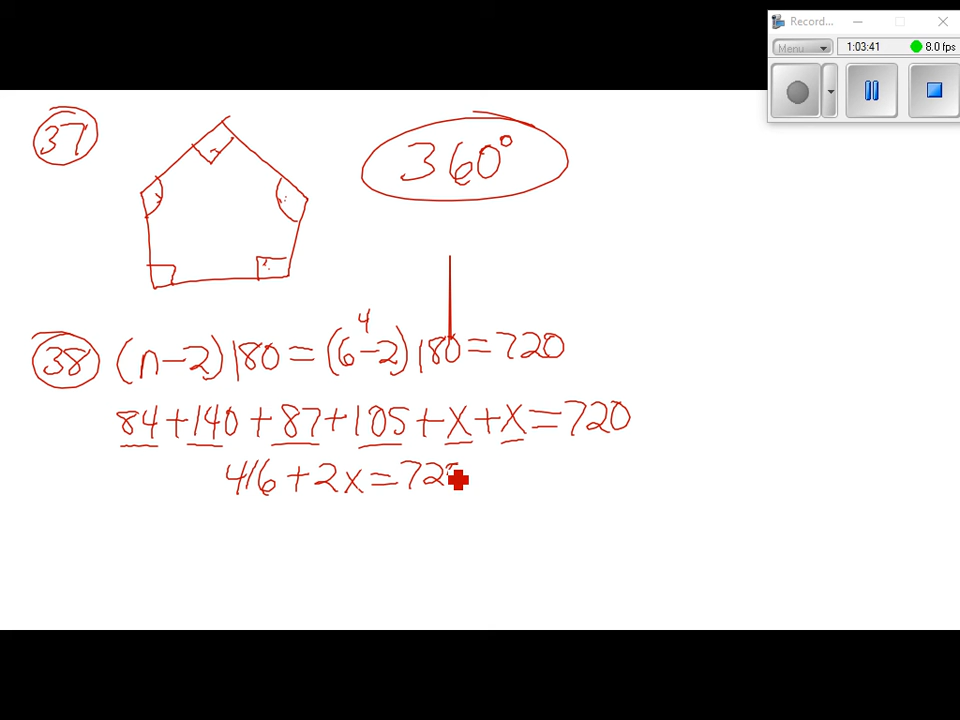 Record...
Menu
1:03:41
8.0 fps
37
360°
38 (n-2)180=(6-2)180=720
4
84+140+87+105+x+x=720
416+2x=720